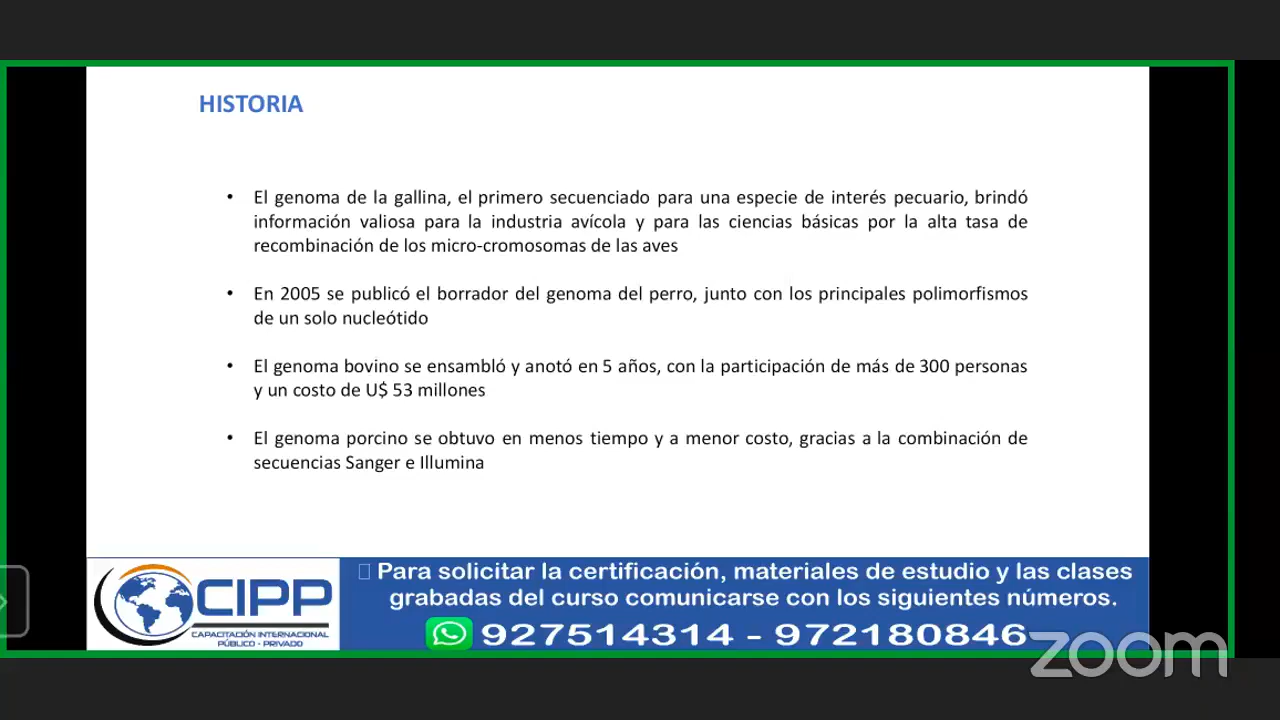 HISTORIA
• El genoma de la gallina, el primero secuenciado para una especie de interés pecuario, brindó
información valiosa para la industria avícola y para las ciencias básicas por la alta tasa de
recombinación de los micro-cromosomas de las aves
• En 2005 se publicó el borrador del genoma del perro, junto con los principales polimorfismos
de un solo nucleótido
• El genoma bovino se ensambló y anotó en 5 años, con la participación de más de 300 personas
y un costo de U$ 53 millones
• El genoma porcino se obtuvo en menos tiempo y a menor costo, gracias a la combinación de
secuencias Sanger e Illumina
CIPP
CAPACITACIÓN INTERNACIONAL
PÚBLICO - PRIVADO
Para solicitar la certificación, materiales de estudio y las clases
grabadas del curso comunicarse con los siguientes números.
927514314 - 972180846
zoom